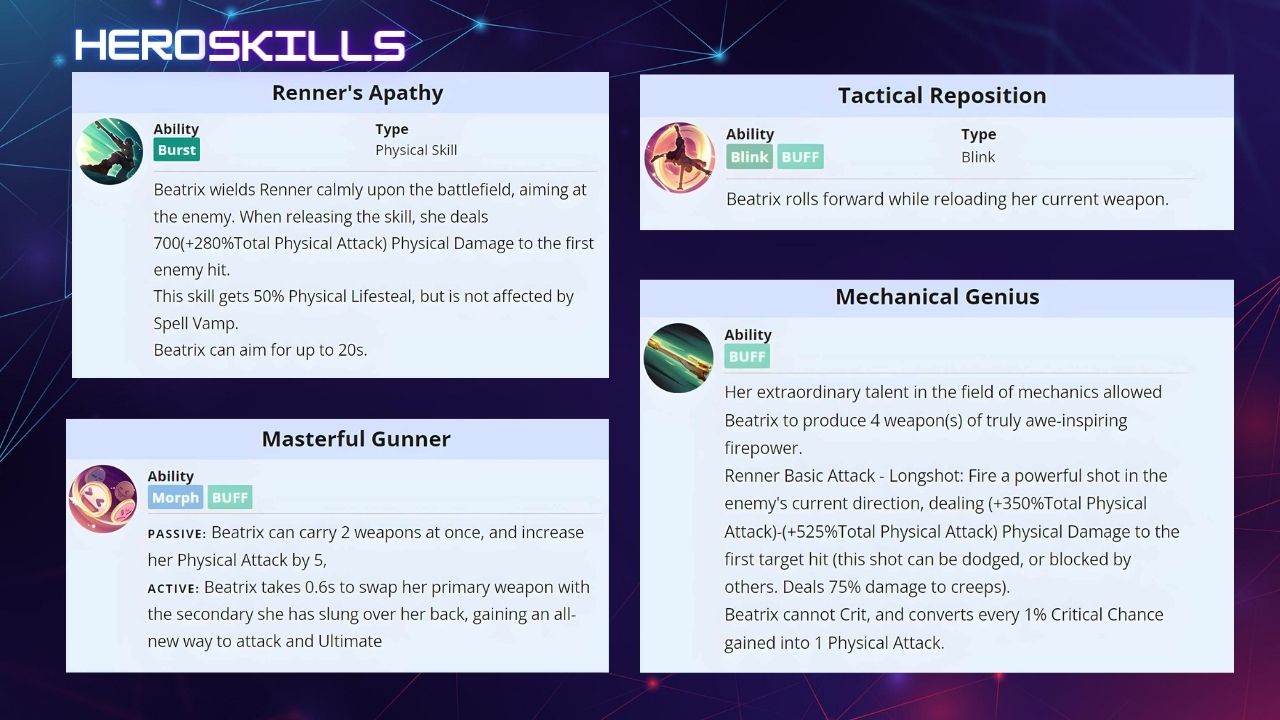 HEROSKILLS
Renner's Apathy
Ability
Type
Burst
Physical Skill
Beatrix wields Renner calmly upon the battlefield, aiming at
the enemy. When releasing the skill, she deals
700(+280%Total Physical Attack) Physical Damage to the first
enemy hit.
This skill gets 50% Physical Lifesteal, but is not affected by
Spell Vamp.
Beatrix can aim for up to 20s.
Masterful Gunner
Ability
Morph BUFF
PASSIVE: Beatrix can carry 2 weapons at once, and increase
her Physical Attack by 5,
ACTIVE: Beatrix takes 0.6s to swap her primary weapon with
the secondary she has slung over her back, gaining an all-
new way to attack and Ultimate
Tactical Reposition
Ability
Type
Blink BUFF
Blink
Beatrix rolls forward while reloading her current weapon.
Mechanical Genius
Ability
BUFF
Her extraordinary talent in the field of mechanics allowed
Beatrix to produce 4 weapon(s) of truly awe-inspiring
firepower.
Renner Basic Attack - Longshot: Fire a powerful shot in the
enemy's current direction, dealing (+350%Total Physical
Attack)-(+525%Total Physical Attack) Physical Damage to the
first target hit (this shot can be dodged, or blocked by
others. Deals 75% damage to creeps).
Beatrix cannot Crit, and converts every 1% Critical Chance
gained into 1 Physical Attack.